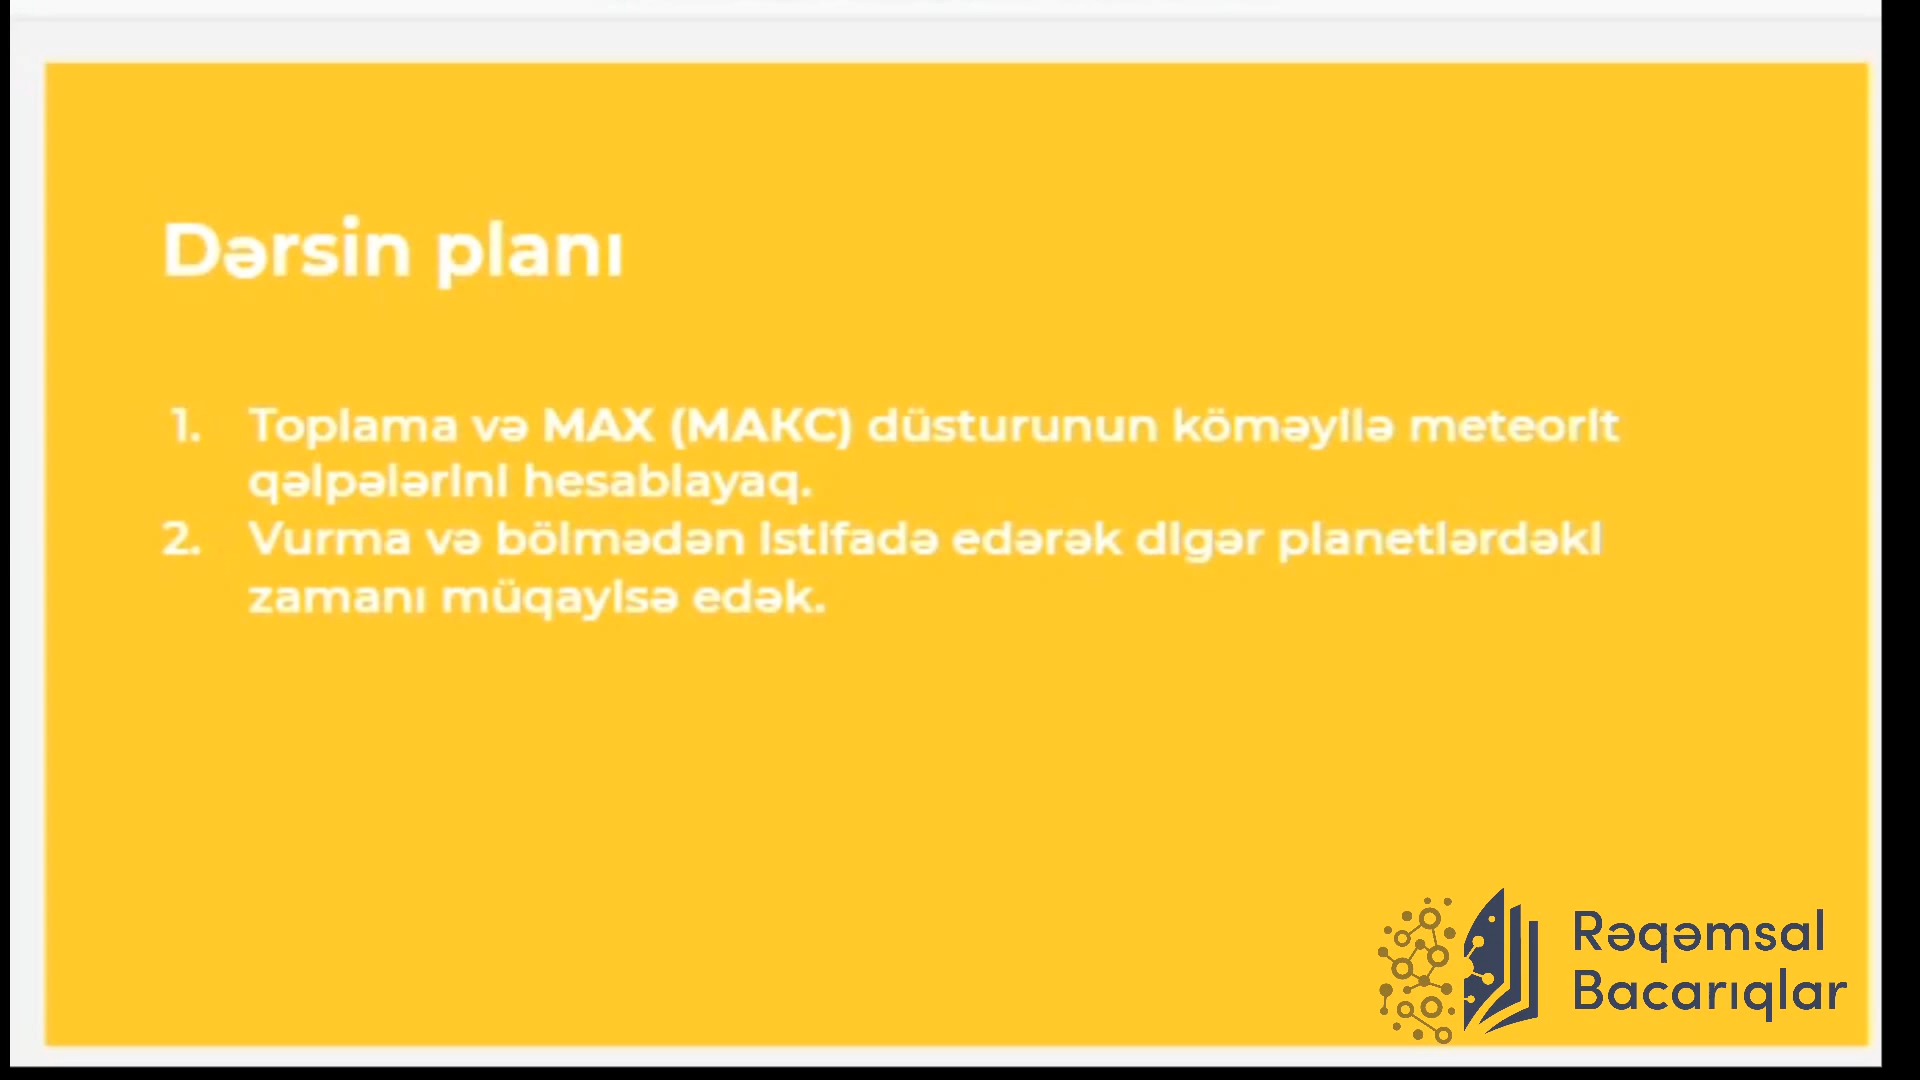 Dərsin planı
1. Toplama və MAX (МАКС) düsturunun köməyilə meteorit
qəlpələrini hesablayaq.
2. Vurma və bölmədən istifadə edərək digər planetlərdəki
zamanı müqayisə edək.
Rəqəmsal
Bacarıqlar